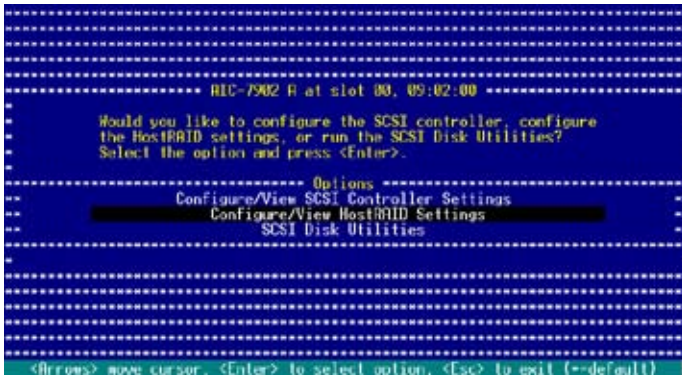 AIC-7902 A at slot 00, 09:02:00
Would you like to configure the SCSI controller, configure
the HostRAID settings, or run the SCSI Disk Utilities?
Select the option and press <Enter>.
Options
Configure/View SCSI Controller Settings
Configure/View HostRAID Settings
SCSI Disk Utilities
<Arrows> move cursor, <Enter> to select option, <Esc> to exit (*=default)